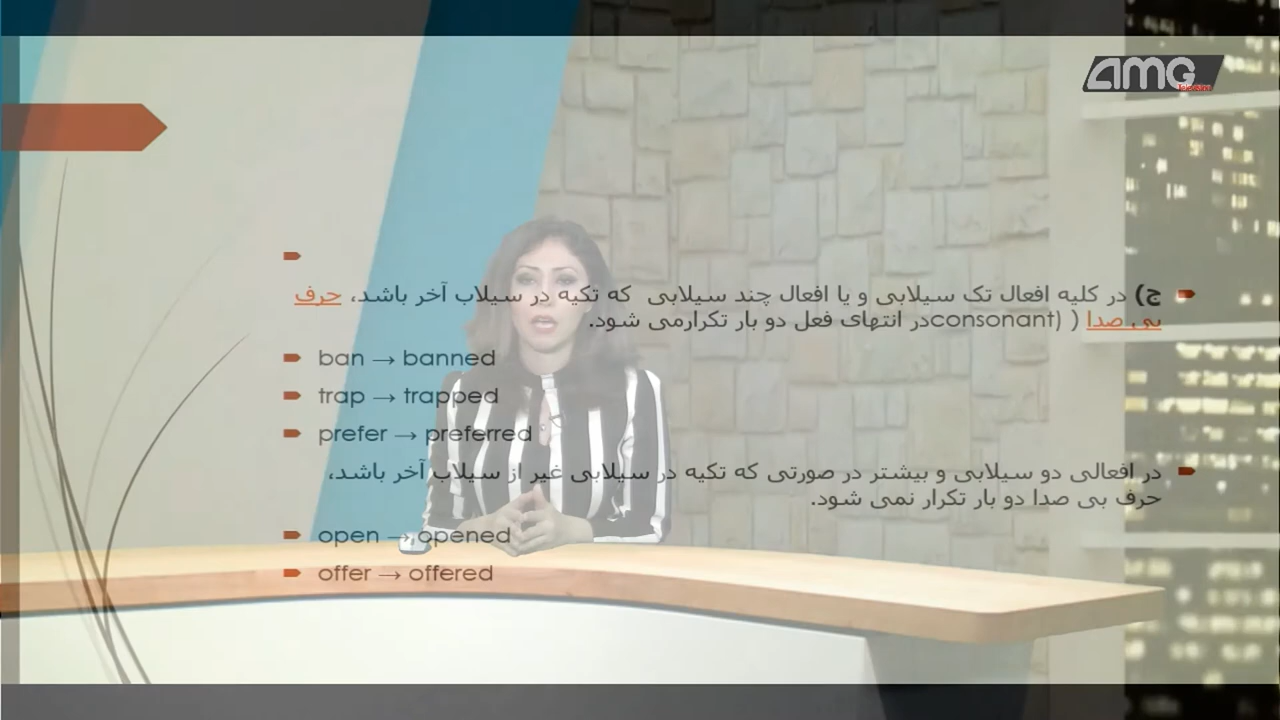 AMG
Television
ج) در کلیه افعال تک سیلابی و یا افعال چند سیلابی که تکیه در سیلاب آخر باشد، حرف
بی صدا ( (consonantدر انتهای فعل دو بار تکرارمی شود.
ban → banned
trap → trapped
prefer → preferred
در افعالی دو سیلابی و بیشتر در صورتی که تکیه در سیلابی غیر از سیلاب آخر باشد،
حرف بی صدا دو بار تکرار نمی شود.
open → opened
offer → offered